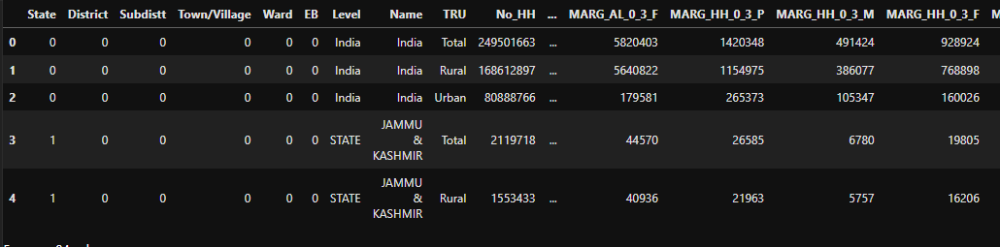 State District Subdistt Town/Village Ward EB Level Name TRU No_HH ... MARG_AL_0_3_F MARG_HH_0_3_P MARG_HH_0_3_M MARG_HH_0_3_F
0 0 0 0 0 0 0 India India Total 249501663 ... 5820403 1420348 491424 928924
1 0 0 0 0 0 0 India India Rural 168612897 ... 5640822 1154975 386077 768898
2 0 0 0 0 0 0 India India Urban 80888766 ... 179581 265373 105347 160026
3 1 0 0 0 0 0 STATE JAMMU & KASHMIR Total 2119718 ... 44570 26585 6780 19805
4 1 0 0 0 0 0 STATE JAMMU & KASHMIR Rural 1553433 ... 40936 21963 5757 16206